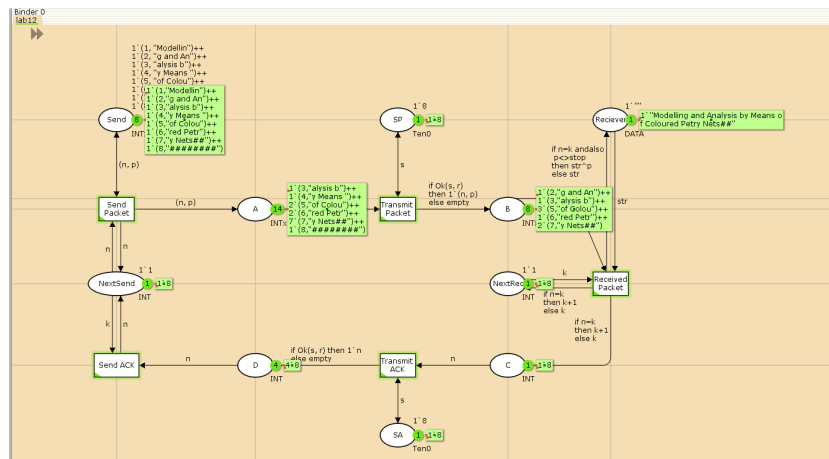 Binder 0
lab12
1`(1, "Modellin")++
1`(2, "g and An")++
1`(3, "alysis b")++
1`(4, "y Means ")++
1`(5, "of Colou")++
1`(
1`(
1`(
1`(1,"Modellin")++
1`(2,"g and An")++
1`(3,"alysis b")++
1`(4,"y Means ")++
1`(5,"of Colou")++
1`(6,"red Petr")++
1`(7,"y Nets##")++
1`(8,"########")
Send
8
INT
(n, p)
1`8
SP
1
1`8
Ten0
s
1`""
Reciever
1
1`"Modelling and Analysis by Means o
f Coloured Petry Nets##"
DATA
if n=k andalso
p<>stop
then str^p
else str
str
Send
Packet
(n, p)
A
14
INT
1`(3,"alysis b")++
1`(4,"y Means ")++
2`(5,"of Colou")++
2`(6,"red Petr")++
7`(7,"y Nets##")++
1`(8,"########")
Transmit
Packet
if Ok(s, r)
then 1`(n, p)
else empty
B
8
INT
1`(2,"g and An")++
1`(3,"alysis b")++
3`(5,"of Golou")++
1`(6,"red Petr")++
2`(7,"y Nets##")
n
n
1`1
NextSend
1
1`8
INT
1`1
NextRec
1
1`8
INT
k
if n=k
then k+1
else k
Received
Packet
if n=k
then k+1
else k
k
n
Send ACK
n
D
4
4`8
INT
if Ok(s, r) then 1`n
else empty
Transmit
ACK
n
C
1
1`8
INT
s
1`8
SA
1
1`8
Ten0